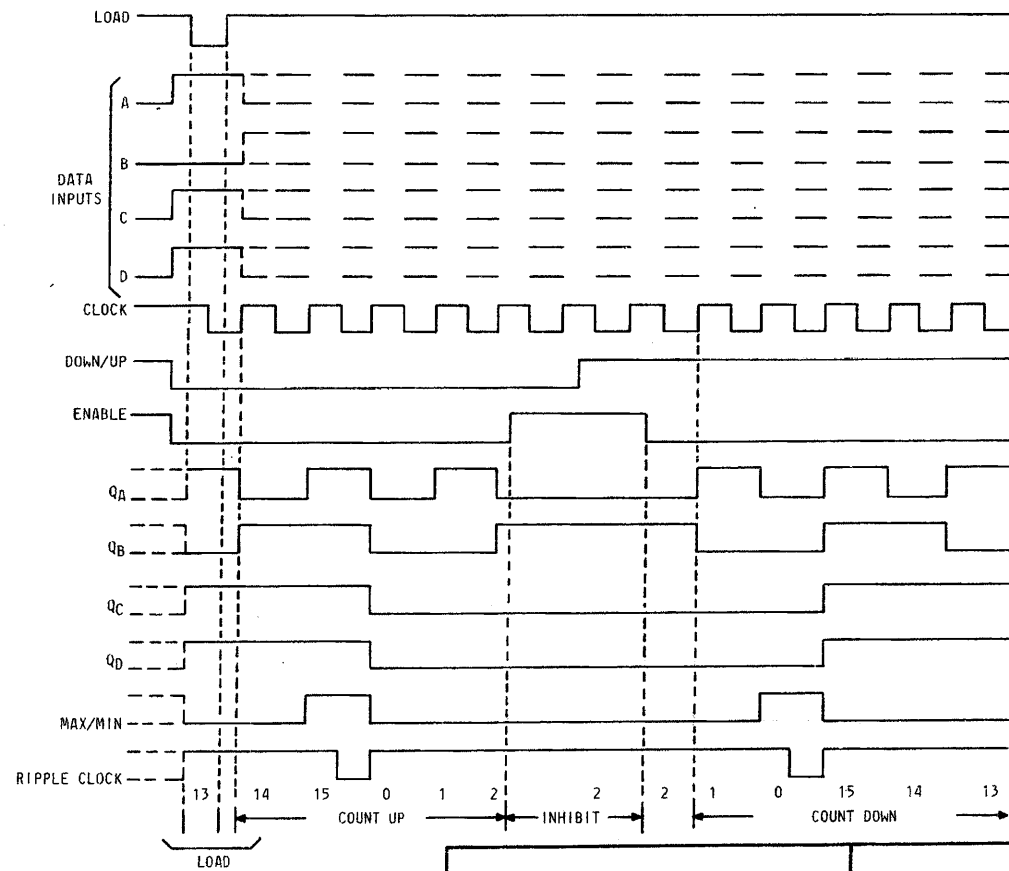 LOAD
A
B
DATA
INPUTS
C
D
CLOCK
DOWN/UP
ENABLE
QA
QB
QC
QD
MAX/MIN
RIPPLE CLOCK
13 14 15 0 1 2 2 2 1 0 15 14 13
COUNT UP INHIBIT COUNT DOWN
LOAD